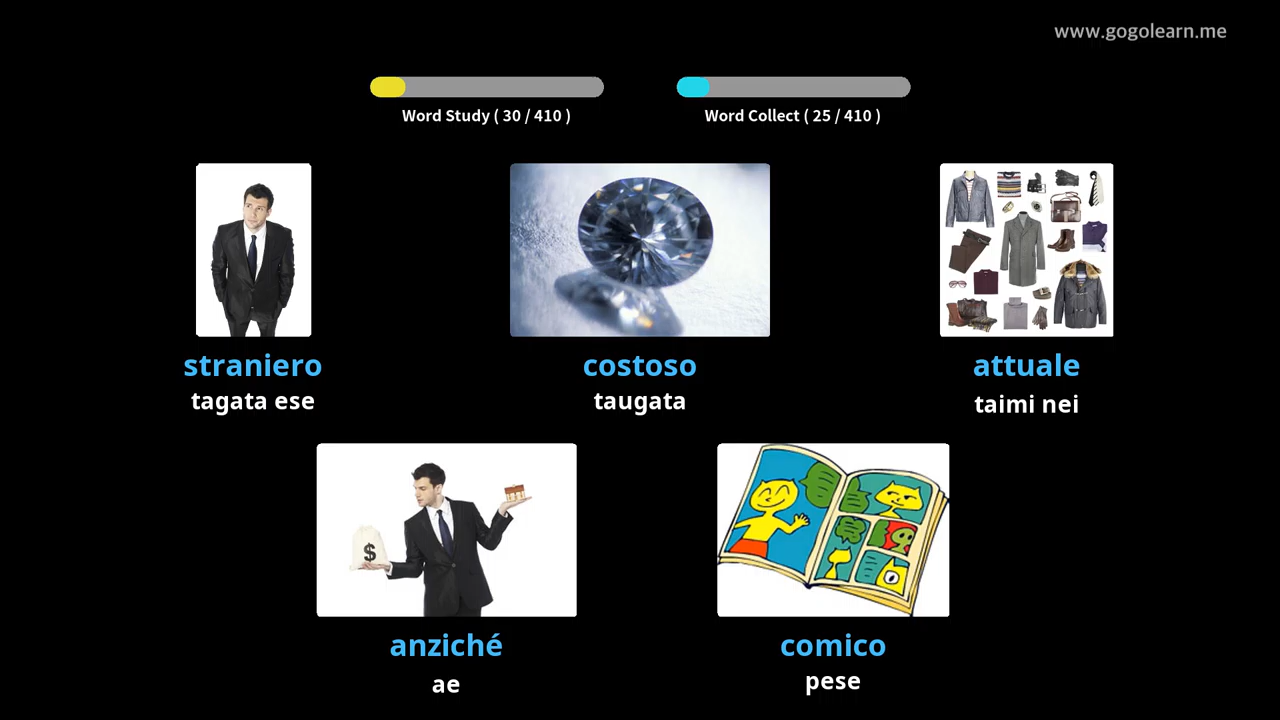 www.gogolearn.me
Word Study ( 30 / 410 )
Word Collect ( 25 / 410 )
straniero
tagata ese
costoso
taugata
attuale
taimi nei
$
anziché
ae
comico
pese